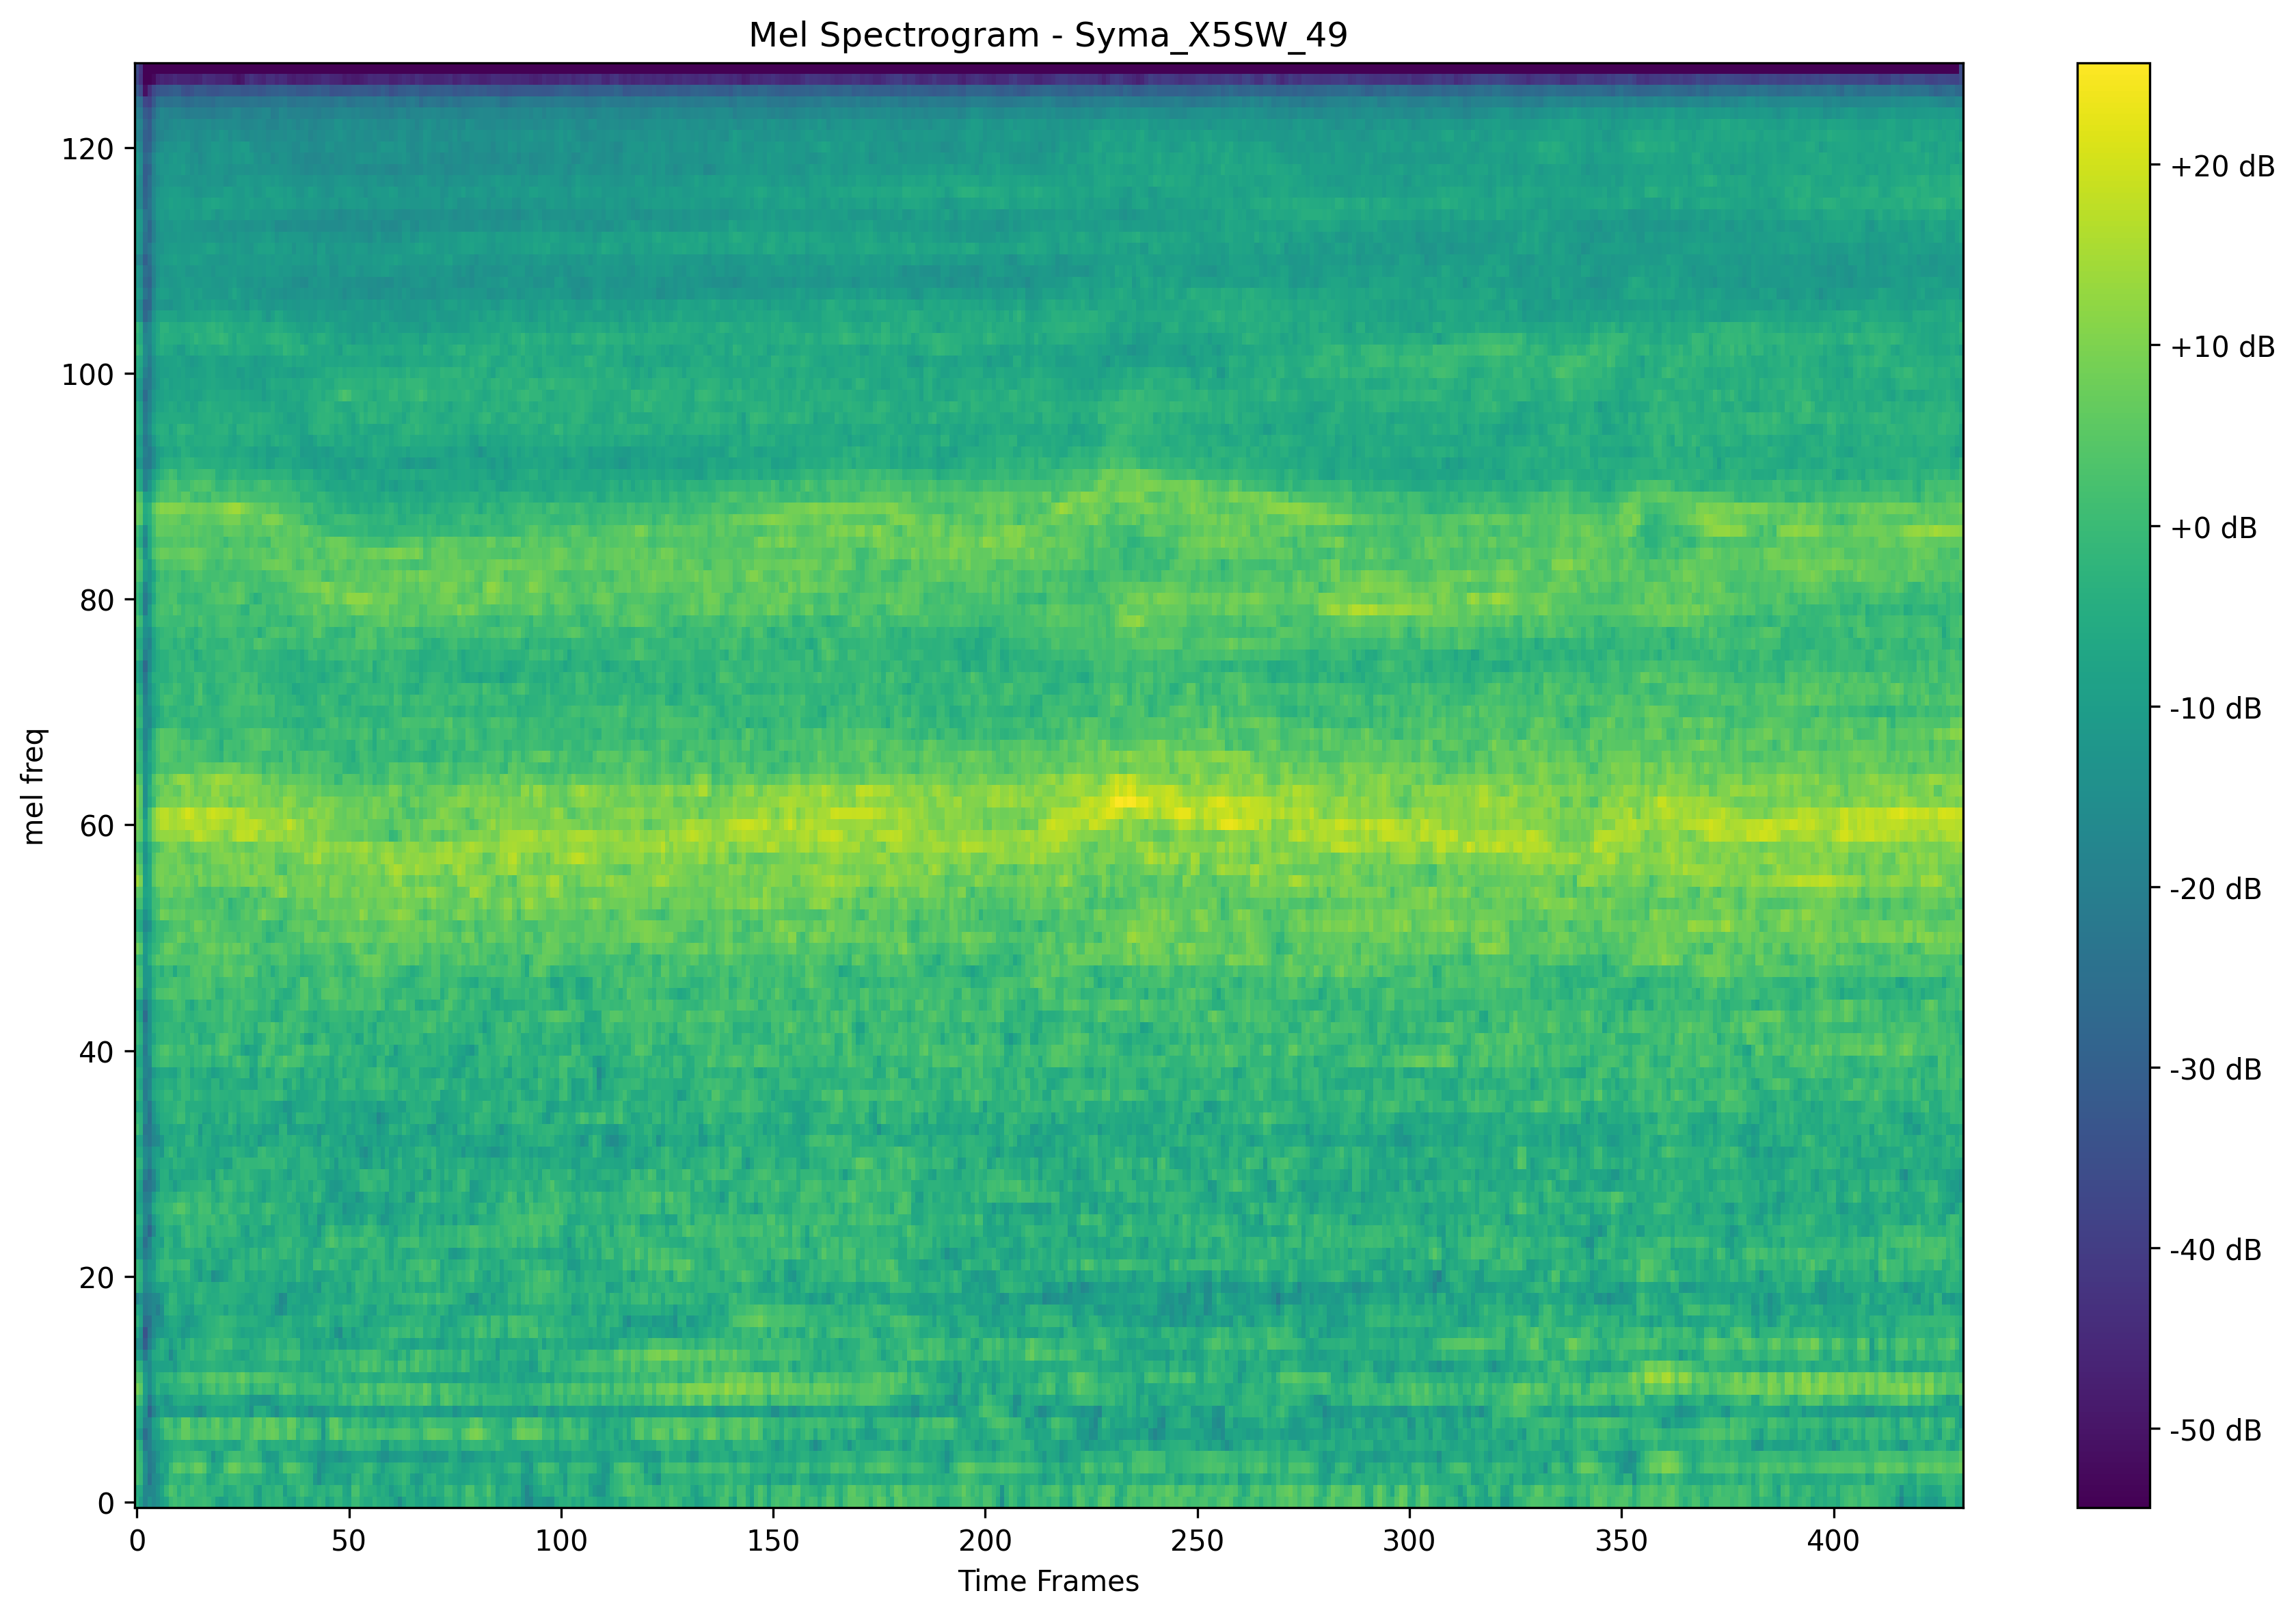 Mel Spectrogram - Syma_X5SW_49
mel freq
120
100
80
60
40
20
0
0 50 100 150 200 250 300 350 400
Time Frames
+20 dB
+10 dB
+0 dB
-10 dB
-20 dB
-30 dB
-40 dB
-50 dB